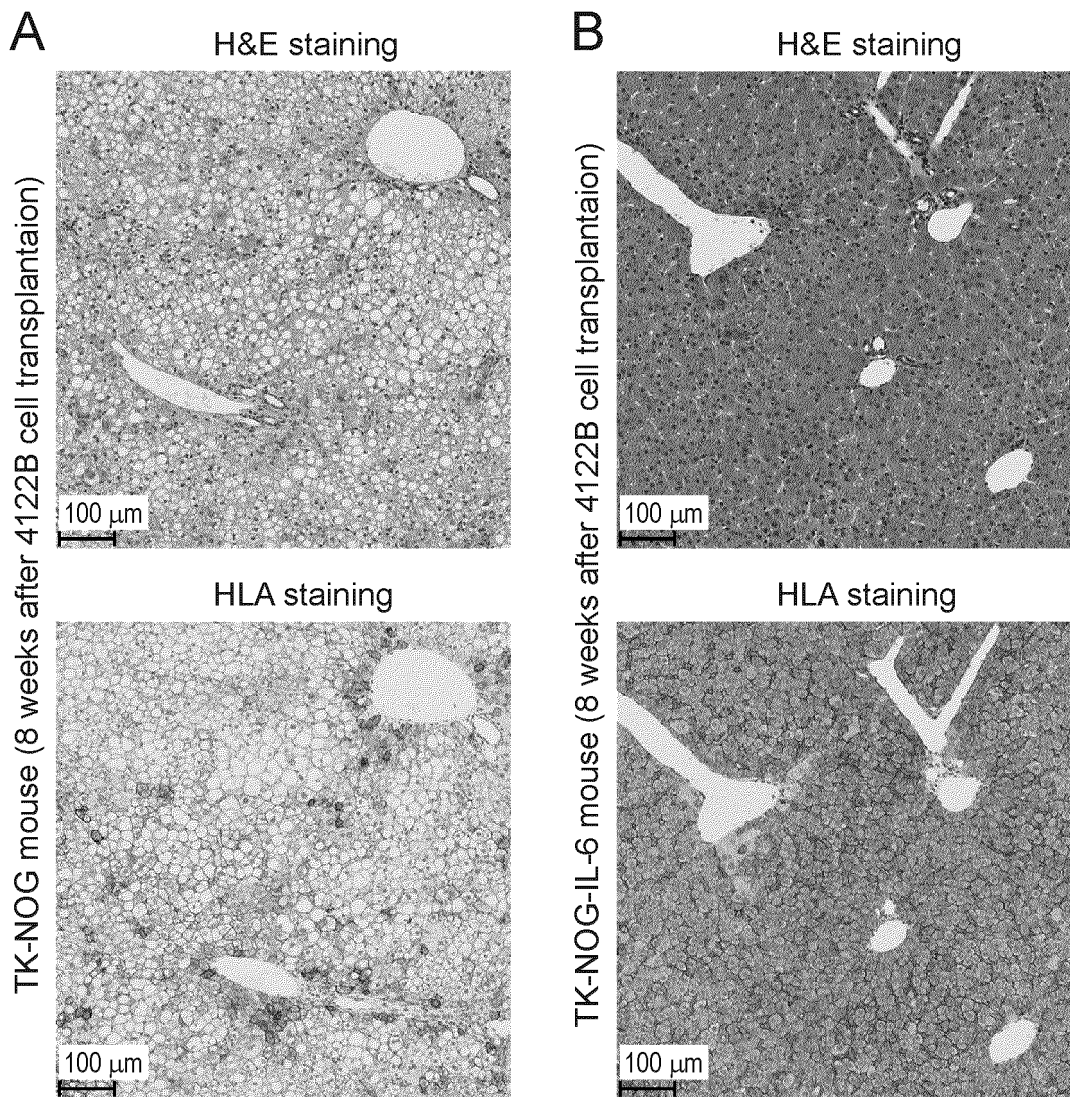 A
H&E staining
TK-NOG mouse (8 weeks after 4122B cell transplantaion)
100 μm
HLA staining
100 μm
B
H&E staining
TK-NOG-IL-6 mouse (8 weeks after 4122B cell transplantation)
100 μm
HLA staining
100 μm